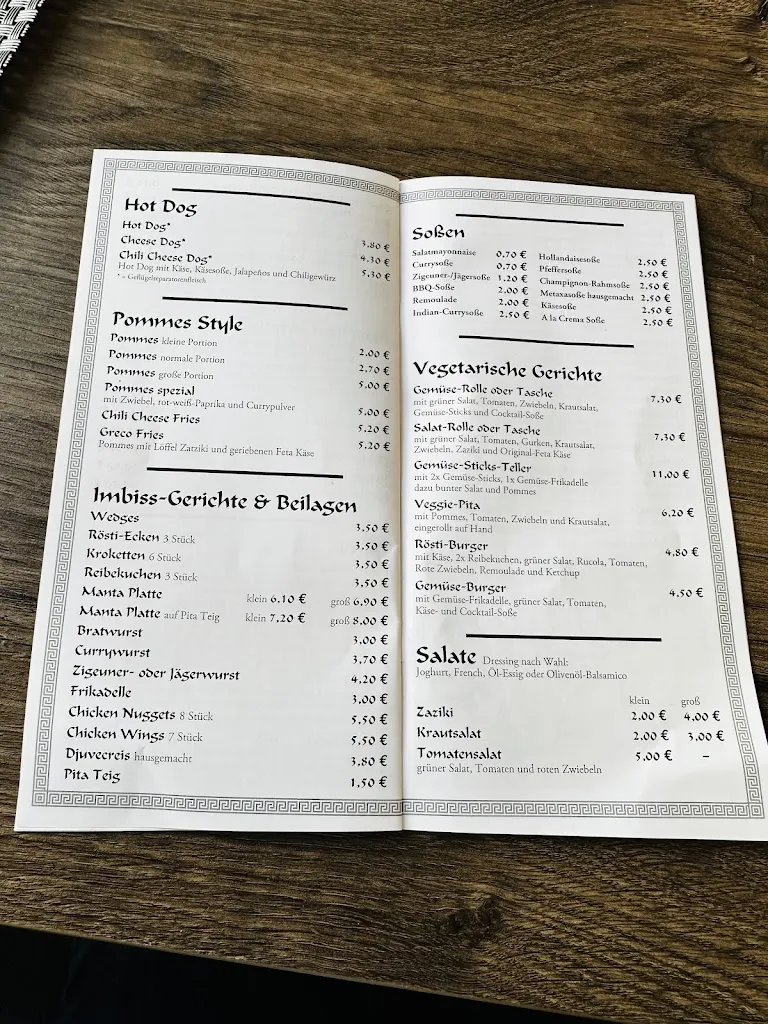 Hot Dog
Hot Dog* 3.80 €
Cheese Dog* 4.30 €
Chili Cheese Dog* 5.30 €
Hot Dog mit Käse, Käsesoße, Jalapeños und Chiligewürz
* = Geflügelseparatorenfleisch
Pommes Style
Pommes kleine Portion 2.00 €
Pommes normale Portion 2.70 €
Pommes große Portion 5.00 €
Pommes spezial 5.00 €
mit Zwiebel, rot-weiß-Paprika und Currypulver
Chili Cheese Fries 5.20 €
Greco Fries 5.20 €
Pommes mit Löffel Zatziki und geriebenen Feta Käse
Imbiss-Gerichte & Beilagen
Wedges 3.50 €
Rösti-Ecken 3 Stück 3.50 €
Kroketten 6 Stück 3.50 €
Reibekuchen 3 Stück 3.50 €
Manta Platte klein 6.10 € groß 6.90 €
Manta Platte auf Pita Teig klein 7.20 € groß 8.00 €
Bratwurst 3.00 €
Currywurst 3.70 €
Zigeuner- oder Jägerwurst 4.20 €
Frikadelle 3.00 €
Chicken Nuggets 8 Stück 5.50 €
Chicken Wings 7 Stück 5.50 €
Djuvecreis hausgemacht 3.80 €
Pita Teig 1.50 €
Soßen
Salatmayonnaise 0.70 €
Currysoße 0.70 €
Zigeuner-/Jägersoße 1.20 €
BBQ-Soße 2.00 €
Remoulade 2.00 €
Indian-Currysoße 2.50 €
Hollandaisesoße 2.50 €
Pfeffersoße 2.50 €
Champignon-Rahmsoße 2.50 €
Metaxasoße hausgemacht 2.50 €
Käsesoße 2.50 €
A la Crema Soße 2.50 €
Vegetarische Gerichte
Gemüse-Rolle oder Tasche 7.30 €
mit grüner Salat, Tomaten, Zwiebeln, Krautsalat,
Gemüse-Sticks und Cocktail-Soße
Salat-Rolle oder Tasche 7.30 €
mit grüner Salat, Tomaten, Gurken, Krautsalat,
Zwiebeln, Zaziki und Original-Feta Käse
Gemüse-Sticks-Teller 11.00 €
mit 2x Gemüse-Sticks, 1x Gemüse-Frikadelle
dazu bunter Salat und Pommes
Veggie-Pita 6.20 €
mit Pommes, Tomaten, Zwiebeln und Krautsalat,
eingerollt auf Hand
Rösti-Burger 4.80 €
mit Käse, 2x Reibekuchen, grüner Salat, Rucola, Tomaten,
Rote Zwiebeln, Remoulade und Ketchup
Gemüse-Burger 4.50 €
mit Gemüse-Frikadelle, grüner Salat, Tomaten,
Käse- und Cocktail-Soße
Salate Dressing nach Wahl:
Joghurt, French, Öl-Essig oder Olivenöl-Balsamico
klein groß
Zaziki 2.00 € 4.00 €
Krautsalat 2.00 € 3.00 €
Tomatensalat 5.00 € –
grüner Salat, Tomaten und roten Zwiebeln